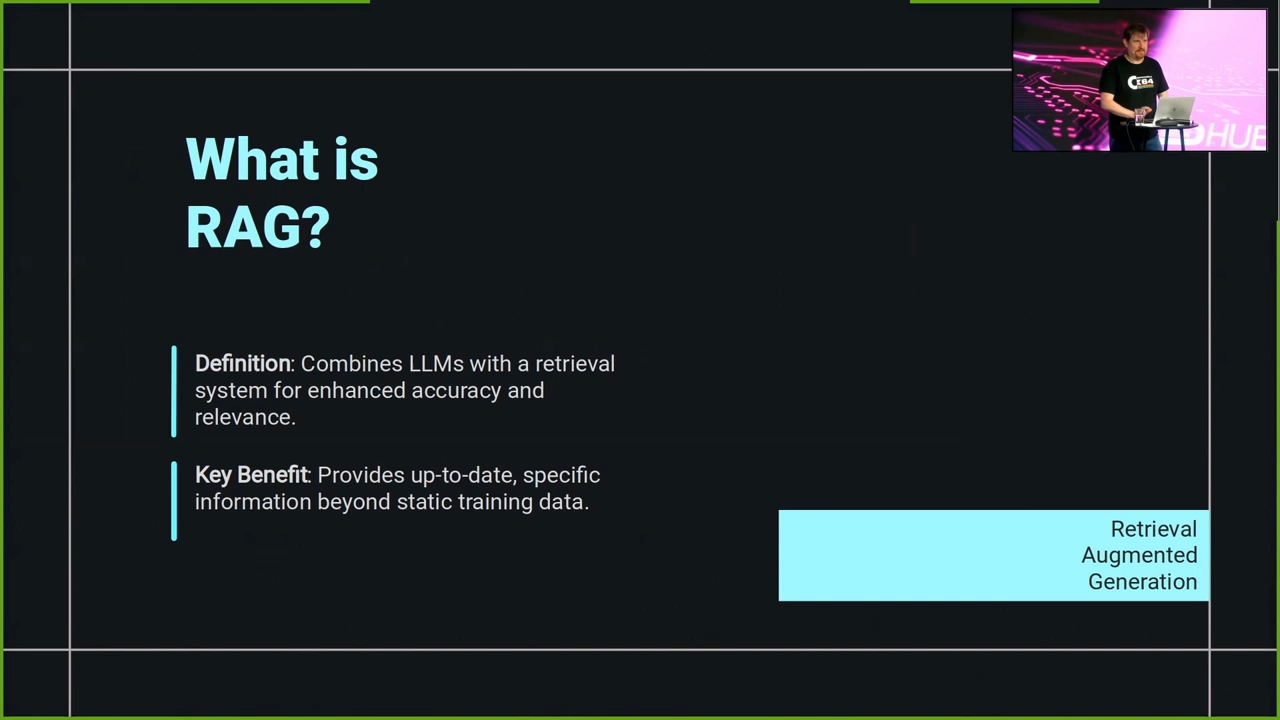 What is
RAG?
Definition: Combines LLMs with a retrieval
system for enhanced accuracy and
relevance.
Key Benefit: Provides up-to-date, specific
information beyond static training data.
Retrieval
Augmented
Generation
HUB